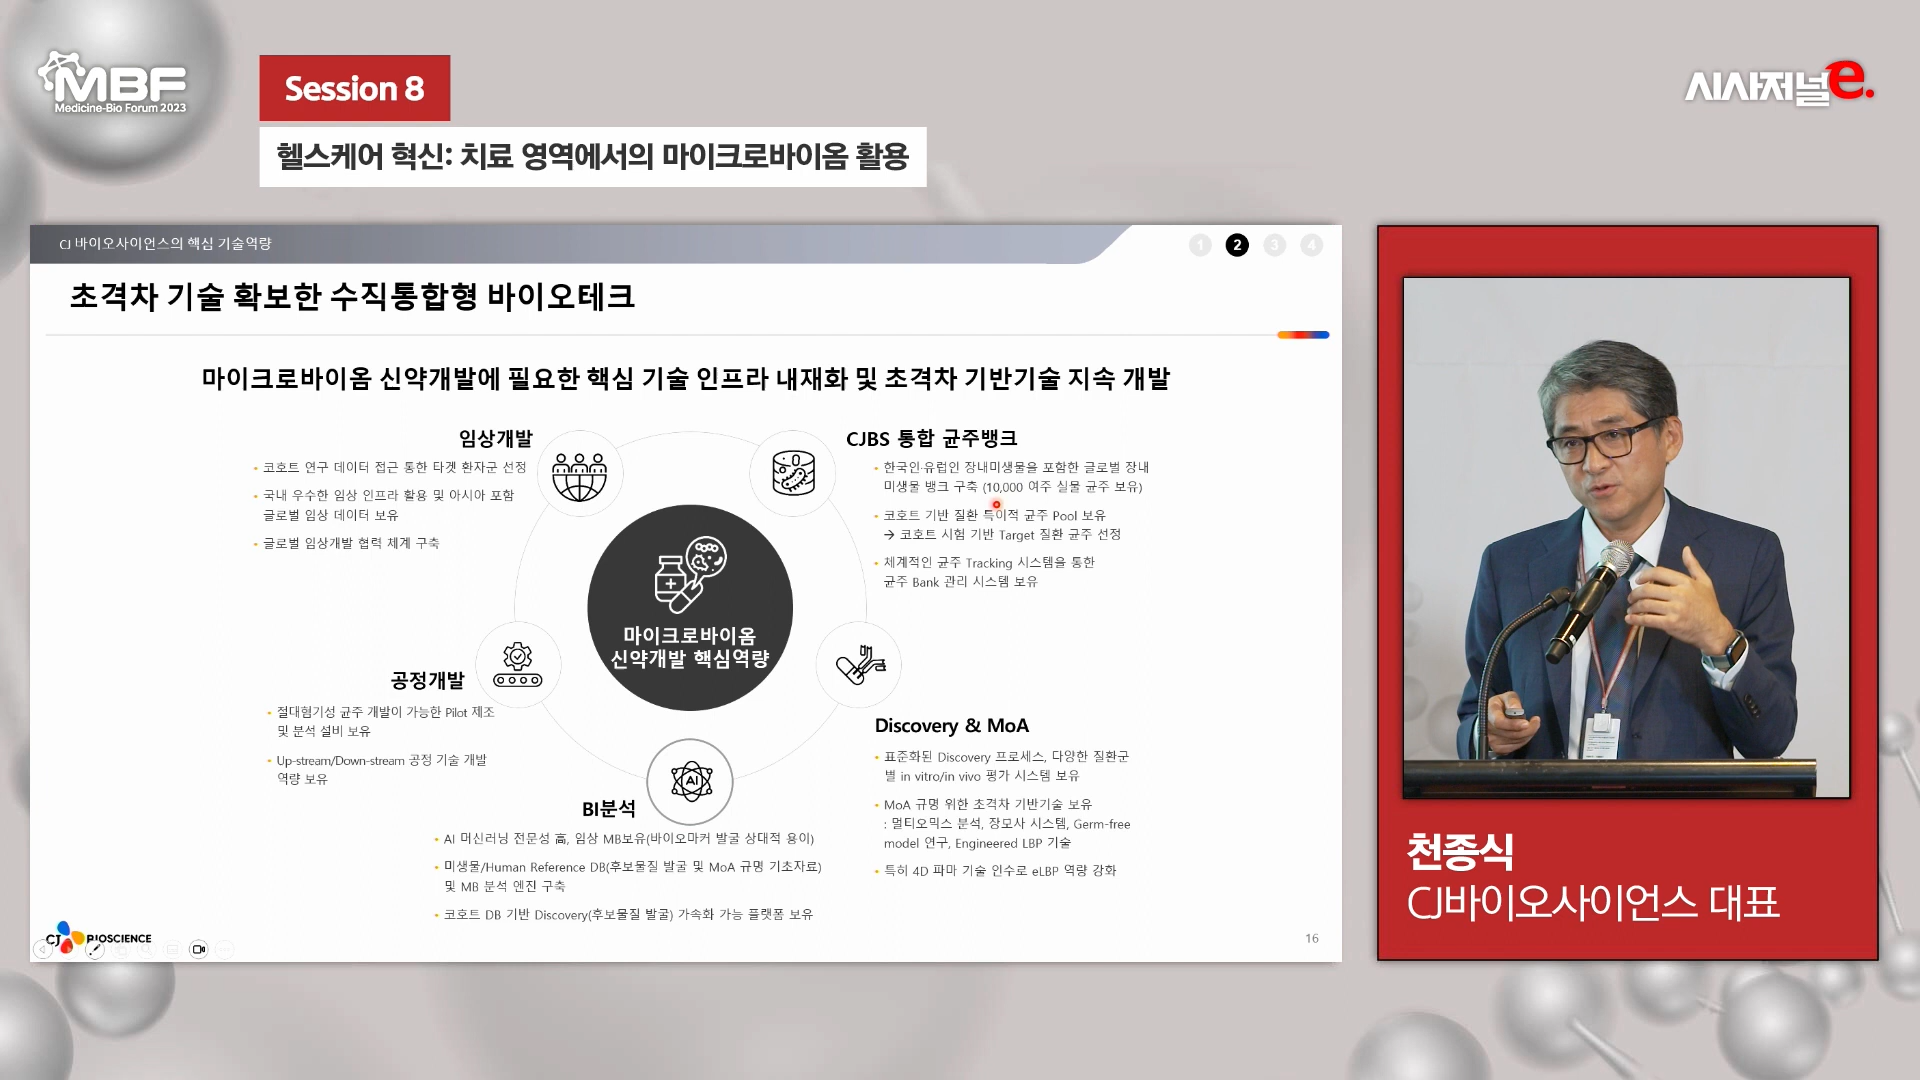 MBF
Medicine-Bio Forum 2023
Session 8
헬스케어 혁신: 치료 영역에서의 마이크로바이옴 활용
시사저널e.
CJ 바이오사이언스의 핵심 기술역량
1 2 3 4
초격차 기술 확보한 수직통합형 바이오테크
마이크로바이옴 신약개발에 필요한 핵심 기술 인프라 내재화 및 초격차 기반기술 지속 개발
임상개발
• 코호트 연구 데이터 접근 통한 타겟 환자군 선정
• 국내 우수한 임상 인프라 활용 및 아시아 포함
글로벌 임상 데이터 보유
• 글로벌 임상개발 협력 체계 구축
CJBS 통합 균주뱅크
• 한국인·유럽인 장내미생물을 포함한 글로벌 장내
미생물 뱅크 구축 (10,000 여주 실물 균주 보유)
• 코호트 기반 질환 특이적 균주 Pool 보유
→ 코호트 시험 기반 Target 질환 균주 선정
• 체계적인 균주 Tracking 시스템을 통한
균주 Bank 관리 시스템 보유
마이크로바이옴
신약개발 핵심역량
공정개발
• 절대혐기성 균주 개발이 가능한 Pilot 제조
및 분석 설비 보유
• Up-stream/Down-stream 공정 기술 개발
역량 보유
Discovery & MoA
• 표준화된 Discovery 프로세스, 다양한 질환군
별 in vitro/in vivo 평가 시스템 보유
• MoA 규명 위한 초격차 기반기술 보유
: 멀티오믹스 분석, 장모사 시스템, Germ-free
model 연구, Engineered LBP 기술
• 특히 4D 파마 기술 인수로 eLBP 역량 강화
AI
BI분석
• AI 머신러닝 전문성 高, 임상 MB보유(바이오마커 발굴 상대적 용이)
• 미생물/Human Reference DB(후보물질 발굴 및 MoA 규명 기초자료)
및 MB 분석 엔진 구축
• 코호트 DB 기반 Discovery(후보물질 발굴) 가속화 가능 플랫폼 보유
CJ BIOSCIENCE
16
천종식
CJ바이오사이언스 대표